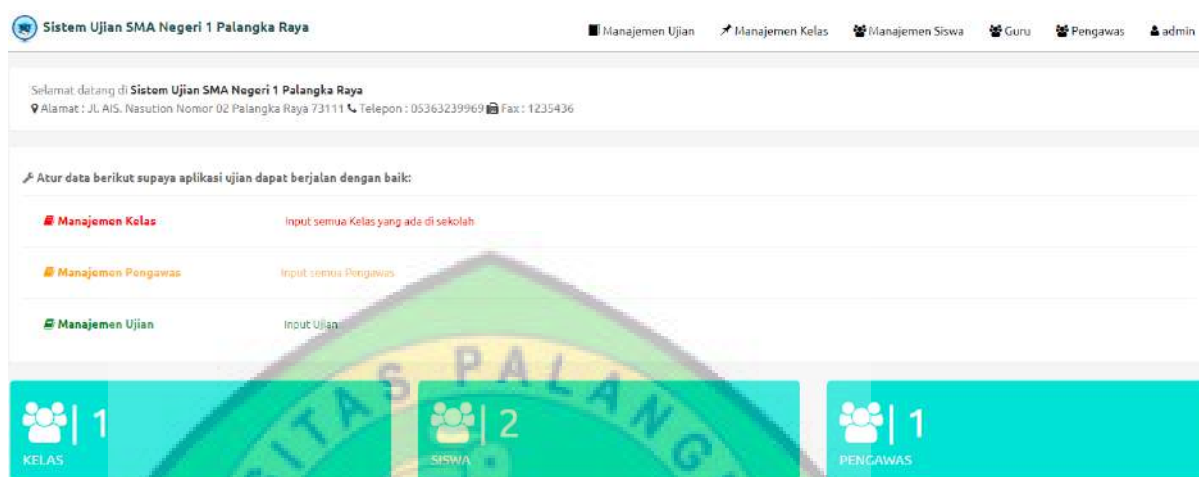 Sistem Ujian SMA Negeri 1 Palangka Raya
Manajemen Ujian Manajemen Kelas Manajemen Siswa Guru Pengawas admin
Selamat datang di Sistem Ujian SMA Negeri 1 Palangka Raya
Alamat : Jl. AIS. Nasution Nomor 02 Palangka Raya 73111 Telepon : 05363239969 Fax : 1235436
Atur data berikut supaya aplikasi ujian dapat berjalan dengan baik:
Manajemen Kelas Input semua Kelas yang ada di sekolah
Manajemen Pengawas Input semua Pengawas
Manajemen Ujian Input Ujian
| 1 | 2 | 1
KELAS SISWA PENGAWAS
SITAS PALANG